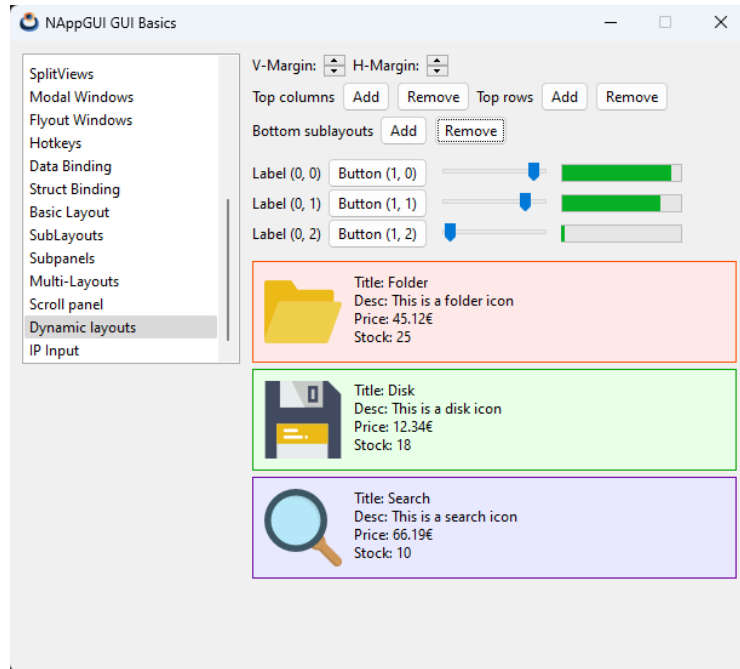 NAppGUI GUI Basics
SplitViews
Modal Windows
Flyout Windows
Hotkeys
Data Binding
Struct Binding
Basic Layout
SubLayouts
Subpanels
Multi-Layouts
Scroll panel
Dynamic layouts
IP Input
V-Margin: H-Margin:
Top columns Add Remove Top rows Add Remove
Bottom sublayouts Add Remove
Label (0, 0) Button (1, 0)
Label (0, 1) Button (1, 1)
Label (0, 2) Button (1, 2)
Title: Folder
Desc: This is a folder icon
Price: 45.12€
Stock: 25
Title: Disk
Desc: This is a disk icon
Price: 12.34€
Stock: 18
Title: Search
Desc: This is a search icon
Price: 66.19€
Stock: 10